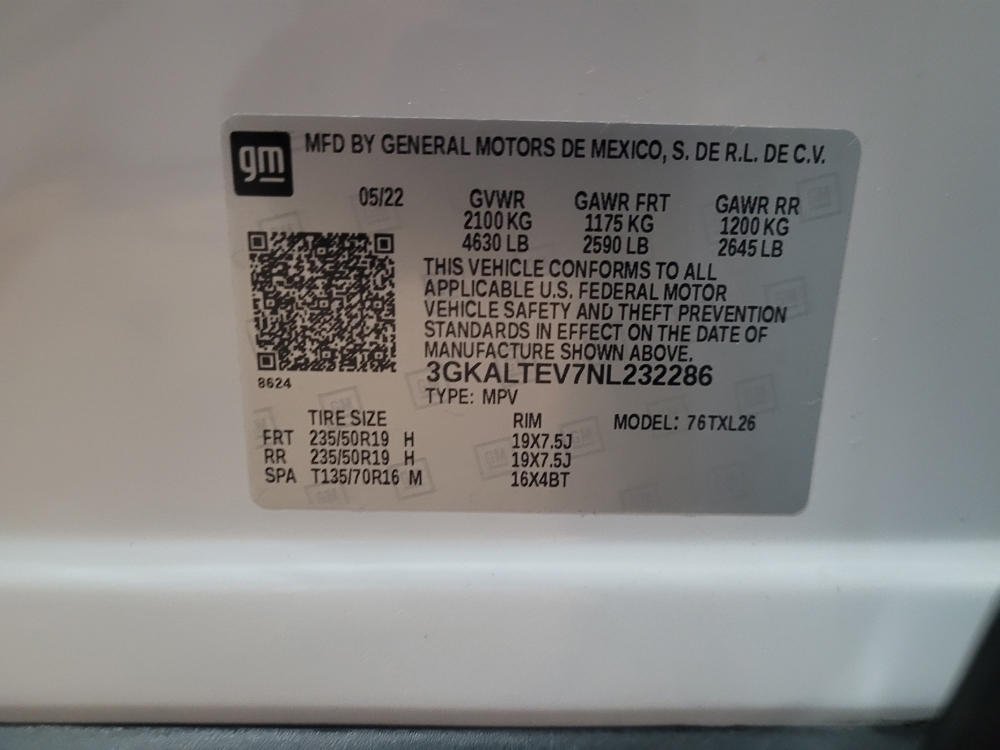 gm MFD BY GENERAL MOTORS DE MEXICO, S. DE R.L. DE C.V.
05/22 GVWR GAWR FRT GAWR RR
2100 KG 1175 KG 1200 KG
4630 LB 2590 LB 2645 LB
THIS VEHICLE CONFORMS TO ALL
APPLICABLE U.S. FEDERAL MOTOR
VEHICLE SAFETY AND THEFT PREVENTION
STANDARDS IN EFFECT ON THE DATE OF
MANUFACTURE SHOWN ABOVE.
3GKALTEV7NL232286
8624
TYPE: MPV
TIRE SIZE RIM MODEL: 76TXL26
FRT 235/50R19 H 19X7.5J
RR 235/50R19 H 19X7.5J
SPA T135/70R16 M 16X4BT